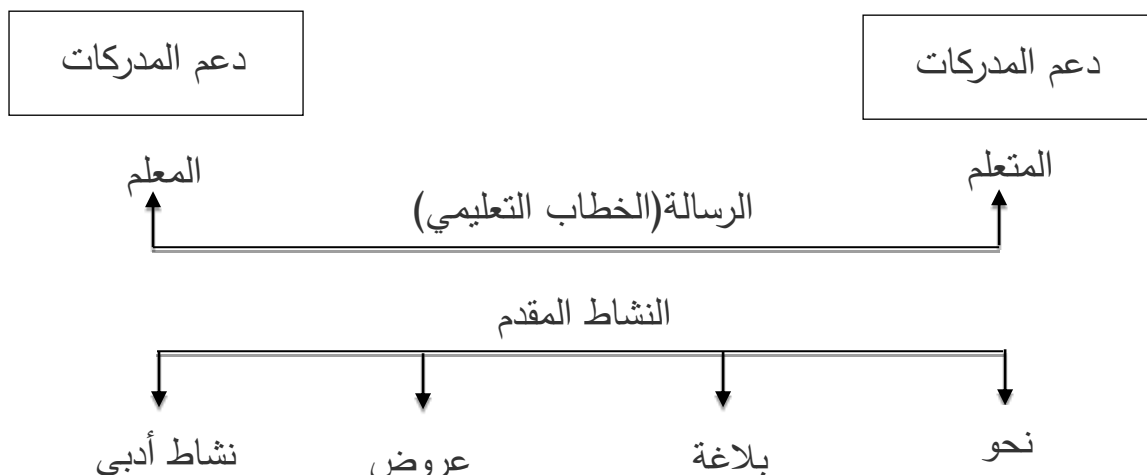 دعم المدركات
دعم المدركات
المتعلم
المعلم
الرسالة(الخطاب التعليمي)
النشاط المقدم
نحو
بلاغة
عروض
نشاط أدبي